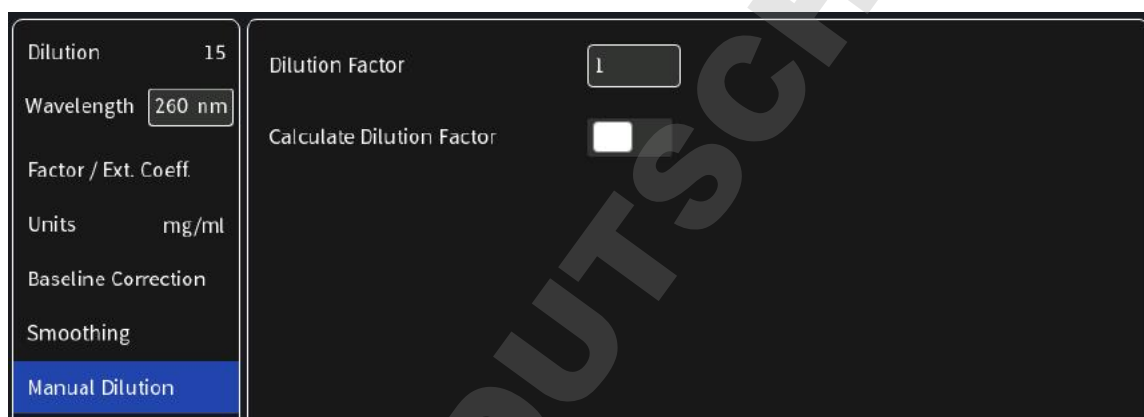 Dilution 15
Wavelength 260 nm
Factor / Ext. Coeff.
Units mg/ml
Baseline Correction
Smoothing
Manual Dilution
Dilution Factor 1
Calculate Dilution Factor
OUTSCH